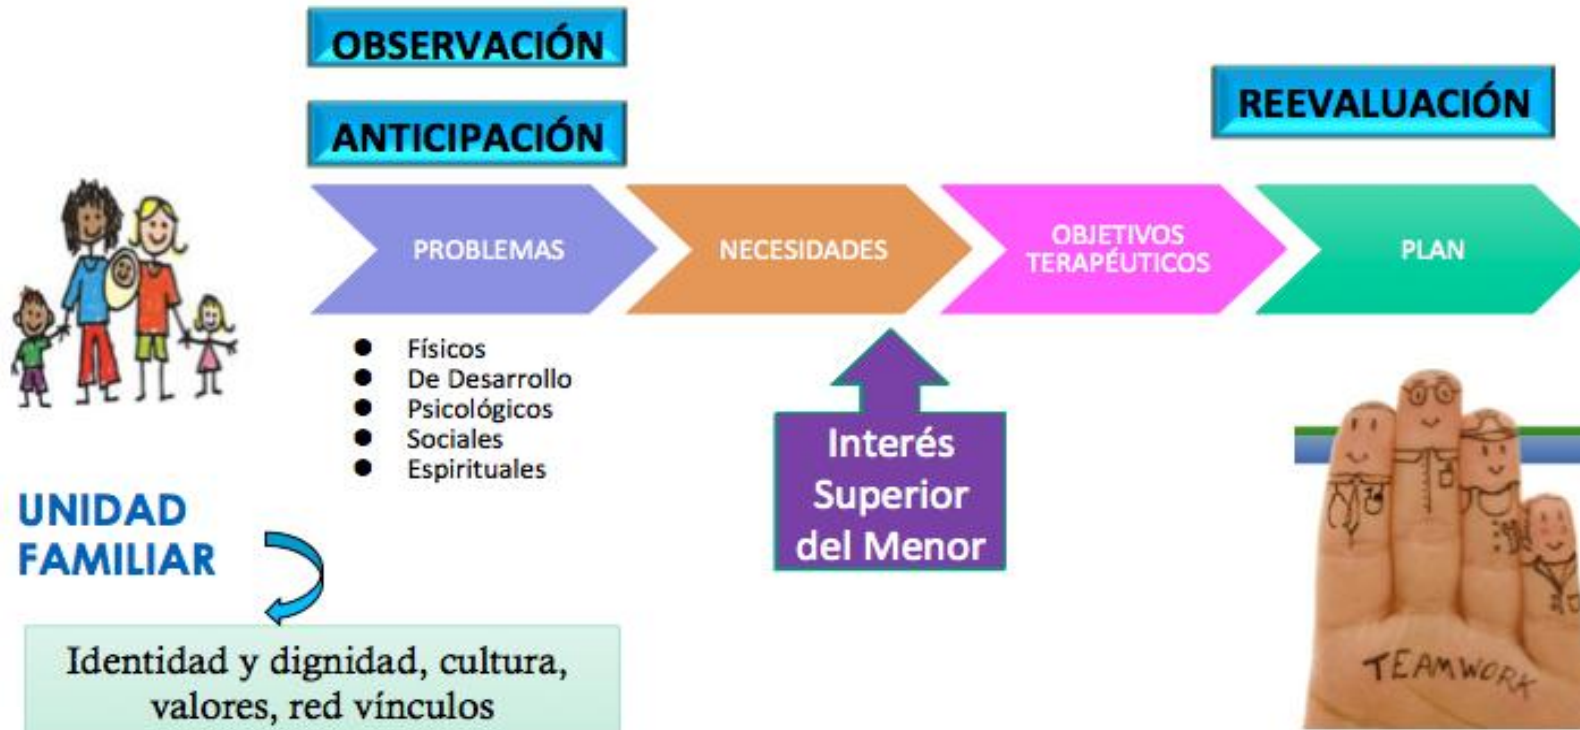 OBSERVACIÓN
ANTICIPACIÓN
REEVALUACIÓN
PROBLEMAS
NECESIDADES
OBJETIVOS
TERAPÉUTICOS
PLAN
Físicos
De Desarrollo
Psicológicos
Sociales
Espirituales
Interés
Superior
del Menor
UNIDAD
FAMILIAR
Identidad y dignidad, cultura,
valores, red vínculos
TEAMWORK